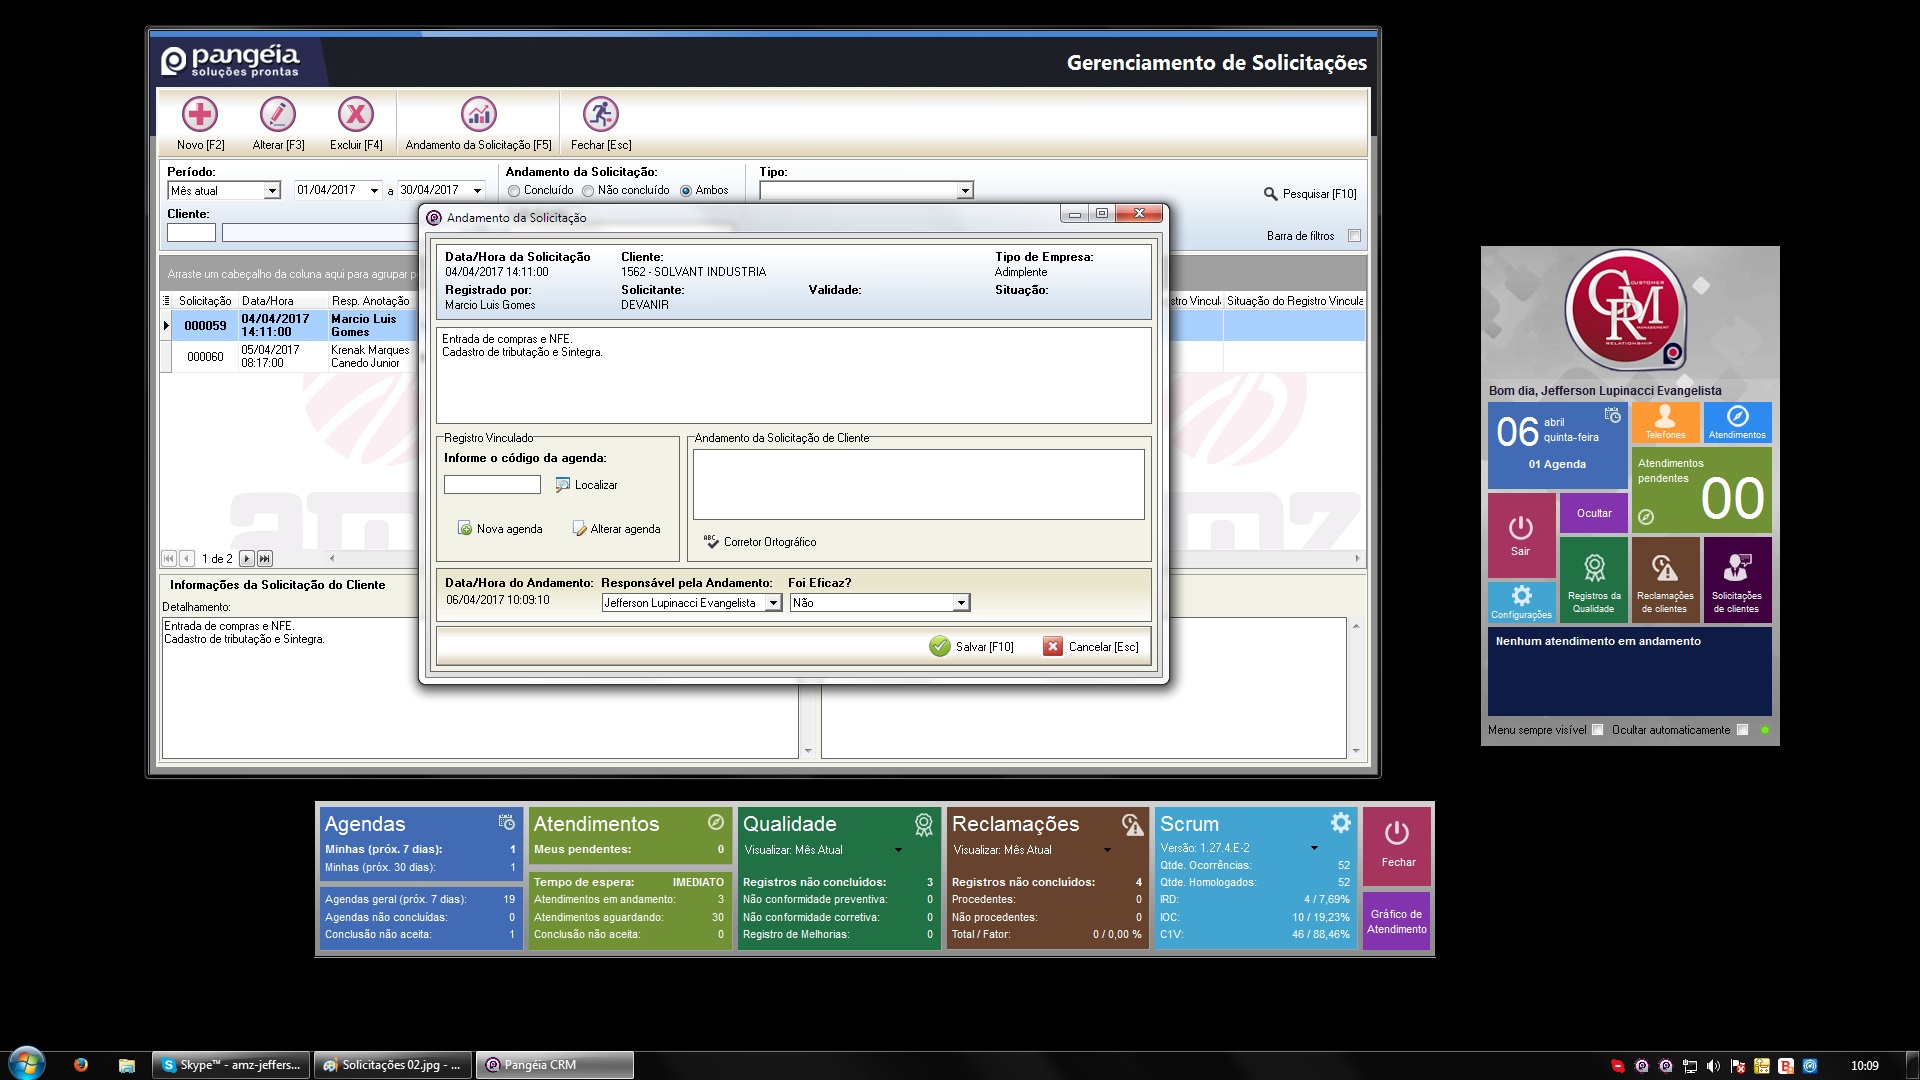 pangéia
soluções prontas
Gerenciamento de Solicitações
Novo [F2]
Alterar [F3]
Excluir [F4]
Andamento da Solicitação [F5]
Fechar [Esc]
Período:
Mês atual
01/04/2017 a 30/04/2017
Andamento da Solicitação:
Concluído Não concluído Ambos
Tipo:
Pesquisar [F10]
Cliente:
Barra de filtros
Arraste um cabeçalho da coluna aqui para agrupar
Solicitação Data/Hora Resp. Anotação
Situação do Registro Vincula
000059 04/04/2017 14:11:00 Marcio Luis Gomes
000060 05/04/2017 08:17:00 Krenak Marques Canedo Junior
1 de 2
Informações da Solicitação do Cliente
Detalhamento:
Entrada de compras e NFE.
Cadastro de tributação e Sintegra.
Andamento da Solicitação
Data/Hora da Solicitação
04/04/2017 14:11:00
Cliente:
1562 - SOLVANT INDUSTRIA
Tipo de Empresa:
Adimplente
Registrado por:
Marcio Luis Gomes
Solicitante:
DEVANIR
Validade:
Situação:
Entrada de compras e NFE.
Cadastro de tributação e Sintegra.
Registro Vinculado
Informe o código da agenda:
Localizar
Nova agenda
Alterar agenda
Andamento da Solicitação de Cliente
ABC
Corretor Ortográfico
Data/Hora do Andamento:
06/04/2017 10:09:10
Responsável pela Andamento:
Jefferson Lupinacci Evangelista
Foi Eficaz?
Não
Salvar [F10]
Cancelar [Esc]
CRM
CUSTOMER
MANAGEMENT
RELATIONSHIP
Bom dia, Jefferson Lupinacci Evangelista
06 abril
quinta-feira
01 Agenda
Telefones
Atendimentos
Atendimentos
pendentes
00
Sair
Ocultar
Configurações
Registros da
Qualidade
Reclamações
de clientes
Solicitações
de clientes
Nenhum atendimento em andamento
Menu sempre visível
Ocultar automaticamente
Agendas
Minhas (próx. 7 dias): 1
Minhas (próx. 30 dias): 1
Agendas geral (próx. 7 dias): 19
Agendas não concluídas: 0
Conclusão não aceita: 1
Atendimentos
Meus pendentes: 0
Tempo de espera: IMEDIATO
Atendimentos em andamento: 3
Atendimentos aguardando: 30
Conclusão não aceita: 0
Qualidade
Visualizar: Mês Atual
Registros não concluídos: 3
Não conformidade preventiva: 0
Não conformidade corretiva: 0
Registro de Melhorias: 0
Reclamações
Visualizar: Mês Atual
Registros não concluídos: 4
Procedentes: 0
Não procedentes: 0
Total / Fator: 0 / 0,00 %
Scrum
Versão: 1.27.4.E-2
Qtde. Ocorrências: 52
Qtde. Homologados: 52
IRD: 4 / 7,69%
IOC: 10 / 19,23%
C1V: 46 / 88,46%
Fechar
Gráfico de
Atendimento
Skype™ - amz-jeffers...
Solicitações 02.jpg - ...
Pangéia CRM
10:09